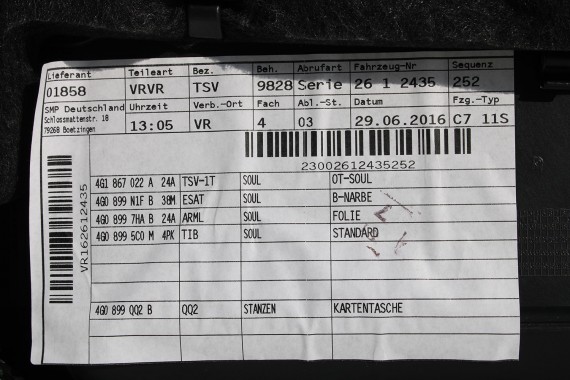 Lieferant Teileart Bez. Beh. Abrufart Fahrzeug-Nr Sequenz
01858 VRVR TSV 9828 Serie 26 1 2435 252
SMP Deutschland Uhrzeit Verb.-Ort Fach Abl.-St. Datum Fzg.-Typ
Schlossmattenstr. 18
79268 Boetzingen 13:05 VR 4 03 29.06.2016 C7 11S
23002612435252
VR162612435
4G1 867 022 A 24A TSV-1T SOUL OT-SOUL
4G0 899 N1F B 38M ESAT SOUL B-NARBE
4G0 899 7HA B 24A ARML SOUL FOLIE
4G0 899 5C0 M 4PK TIB SOUL STANDARD
4G0 899 QQ2 B QQ2 STANZEN KARTENTASCHE